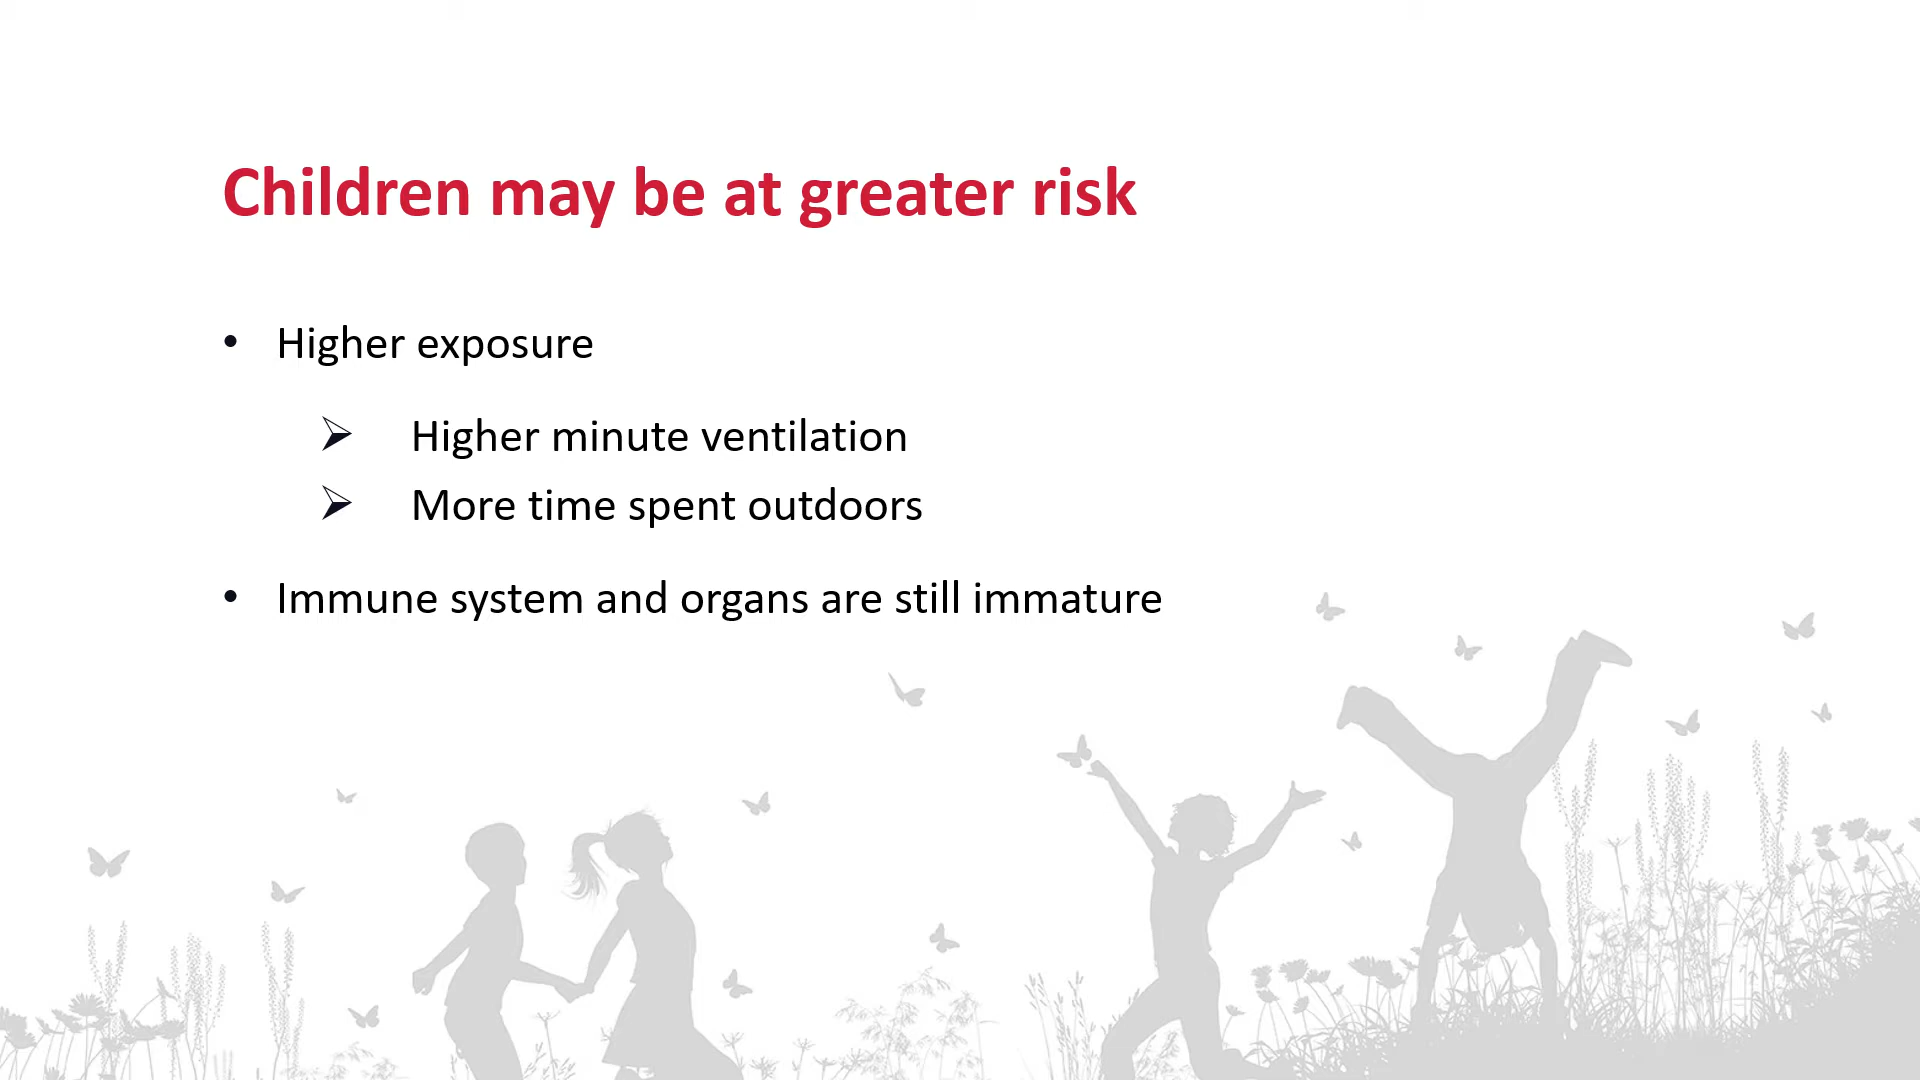 Children may be at greater risk
• Higher exposure
➢ Higher minute ventilation
➢ More time spent outdoors
• Immune system and organs are still immature